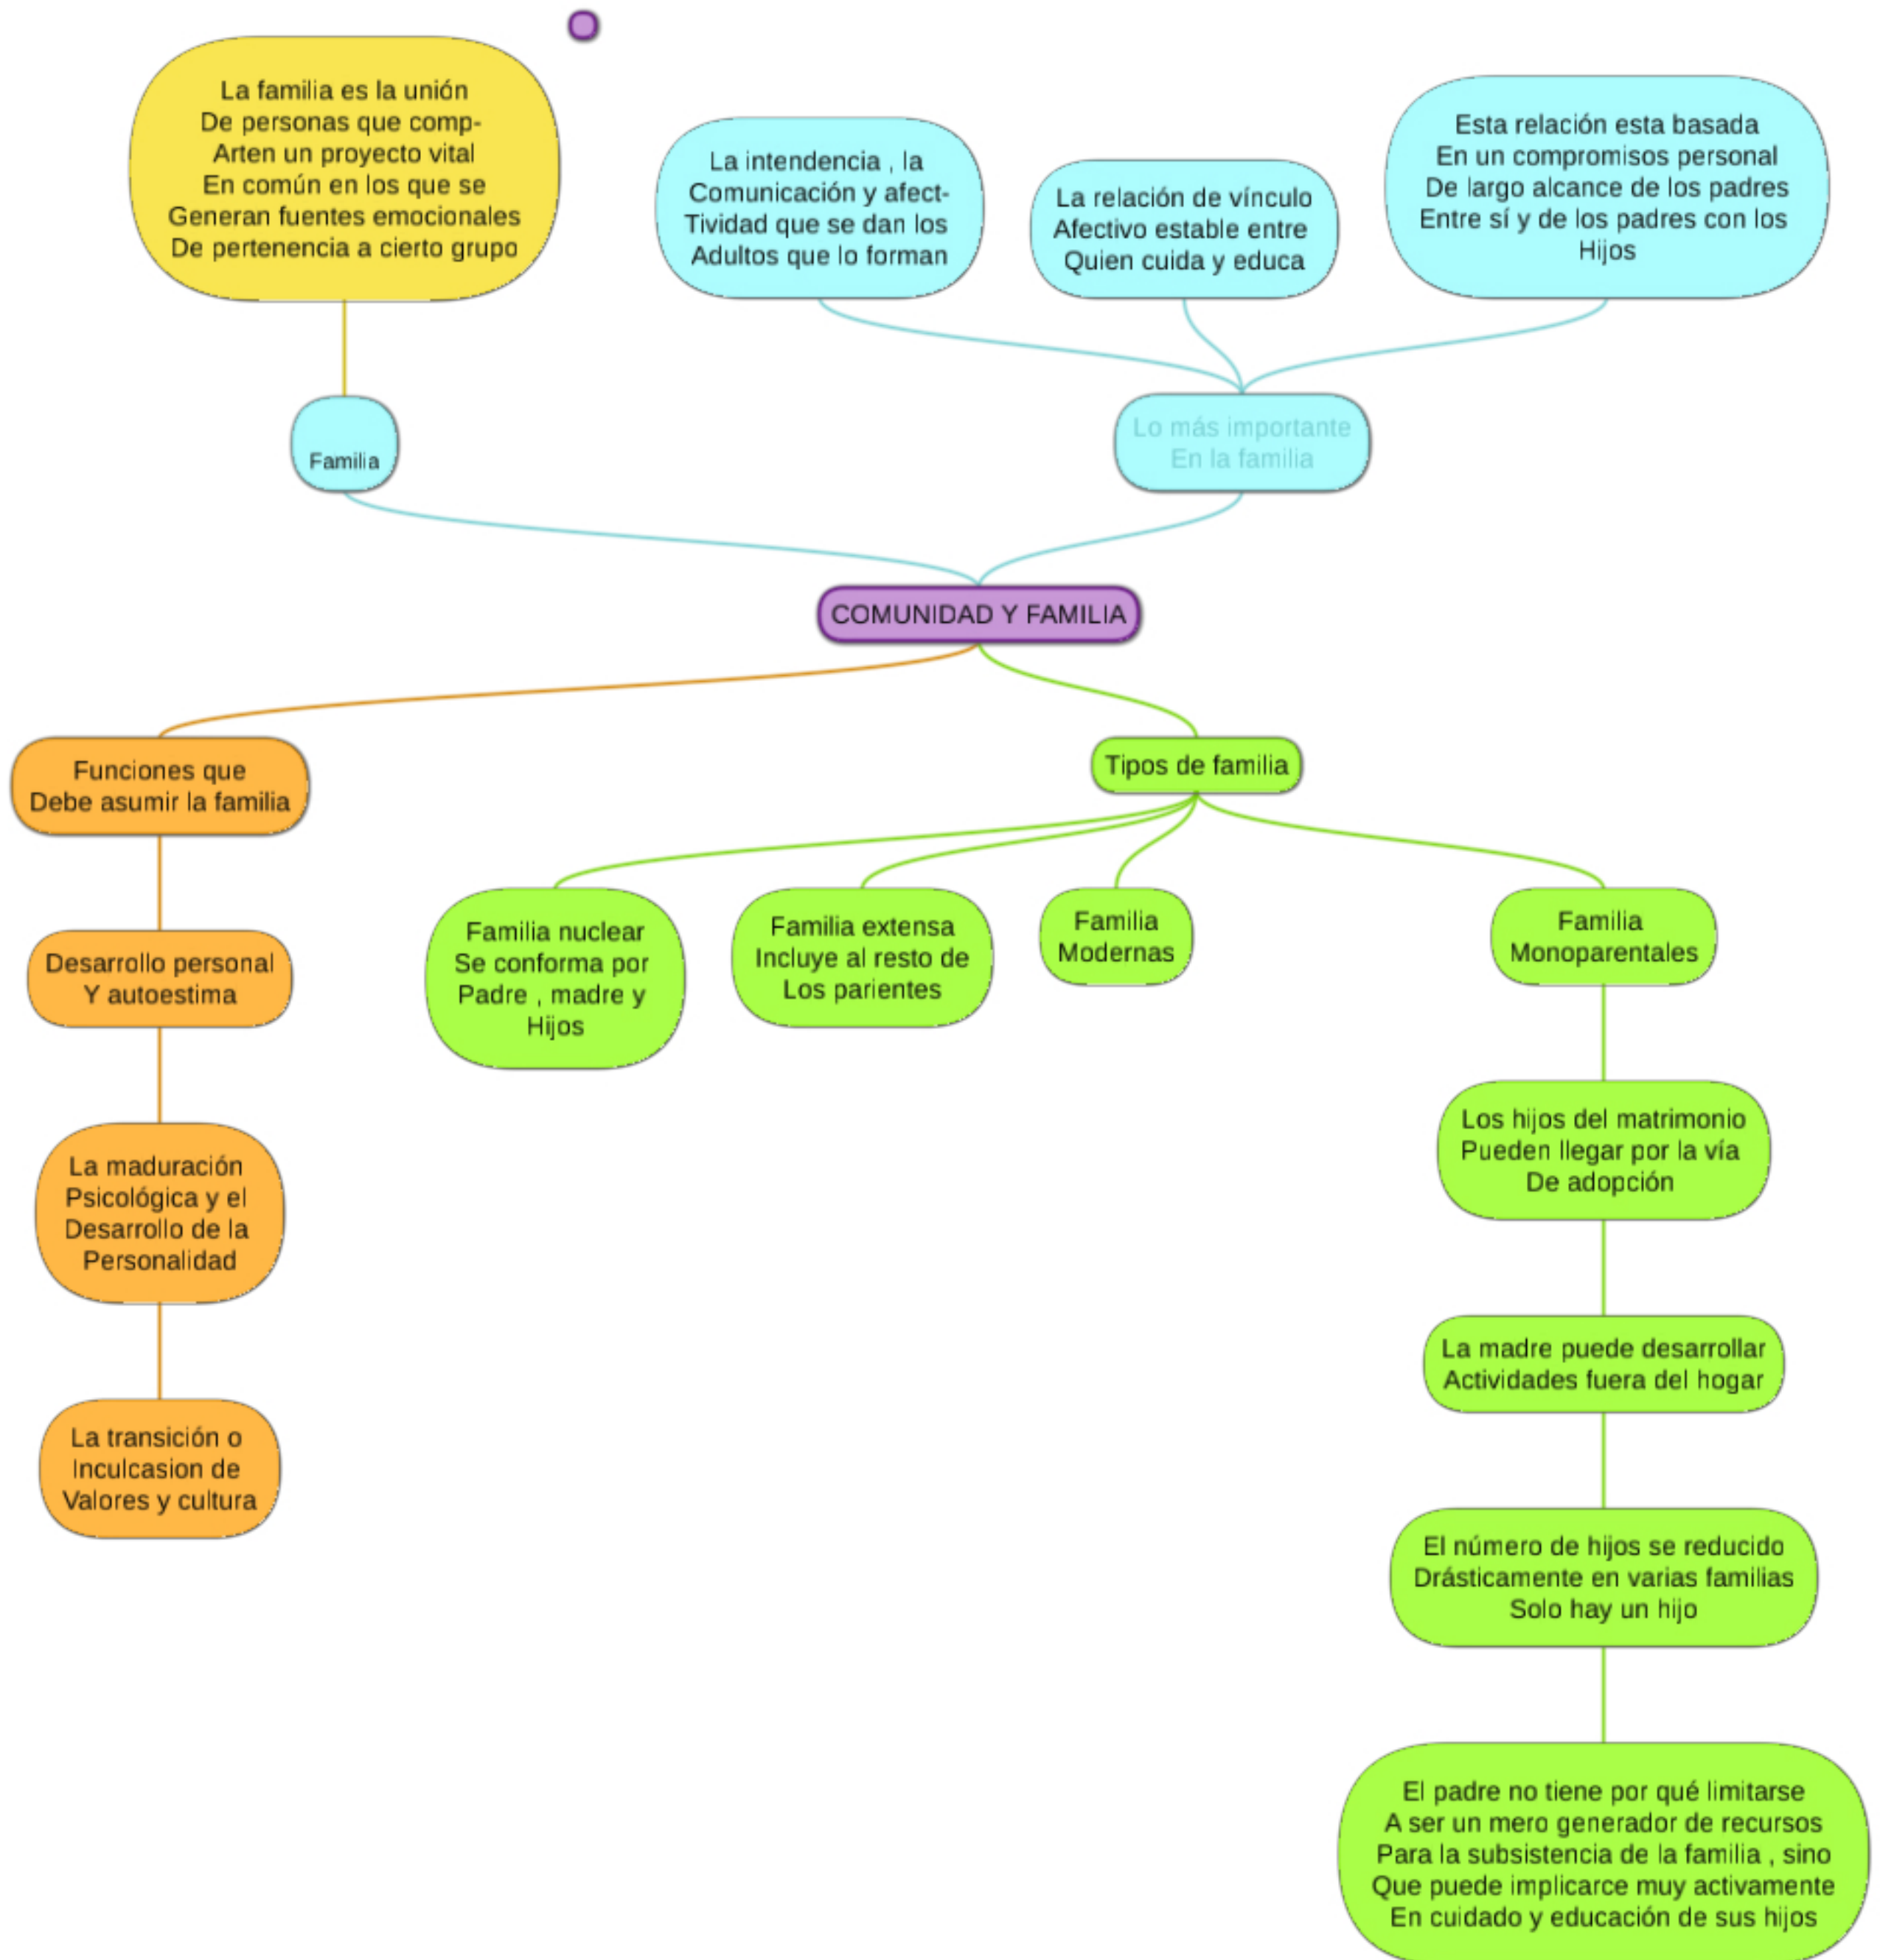 La familia es la unión
De personas que comp-
Arten un proyecto vital
En común en los que se
Generan fuentes emocionales
De pertenencia a cierto grupo
La intendencia , la
Comunicación y afect-
Tividad que se dan los
Adultos que lo forman
La relación de vínculo
Afectivo estable entre
Quien cuida y educa
Esta relación esta basada
En un compromisos personal
De largo alcance de los padres
Entre sí y de los padres con los
Hijos
Familia
Lo más importante
En la familia
COMUNIDAD Y FAMILIA
Funciones que
Debe asumir la familia
Tipos de familia
Desarrollo personal
Y autoestima
La maduración
Psicológica y el
Desarrollo de la
Personalidad
La transición o
Inculcasion de
Valores y cultura
Familia nuclear
Se conforma por
Padre , madre y
Hijos
Familia extensa
Incluye al resto de
Los parientes
Familia
Modernas
Familia
Monoparentales
Los hijos del matrimonio
Pueden llegar por la vía
De adopción
La madre puede desarrollar
Actividades fuera del hogar
El número de hijos se reducido
Drásticamente en varias familias
Solo hay un hijo
El padre no tiene por qué limitarse
A ser un mero generador de recursos
Para la subsistencia de la familia , sino
Que puede implicarce muy activamente
En cuidado y educación de sus hijos